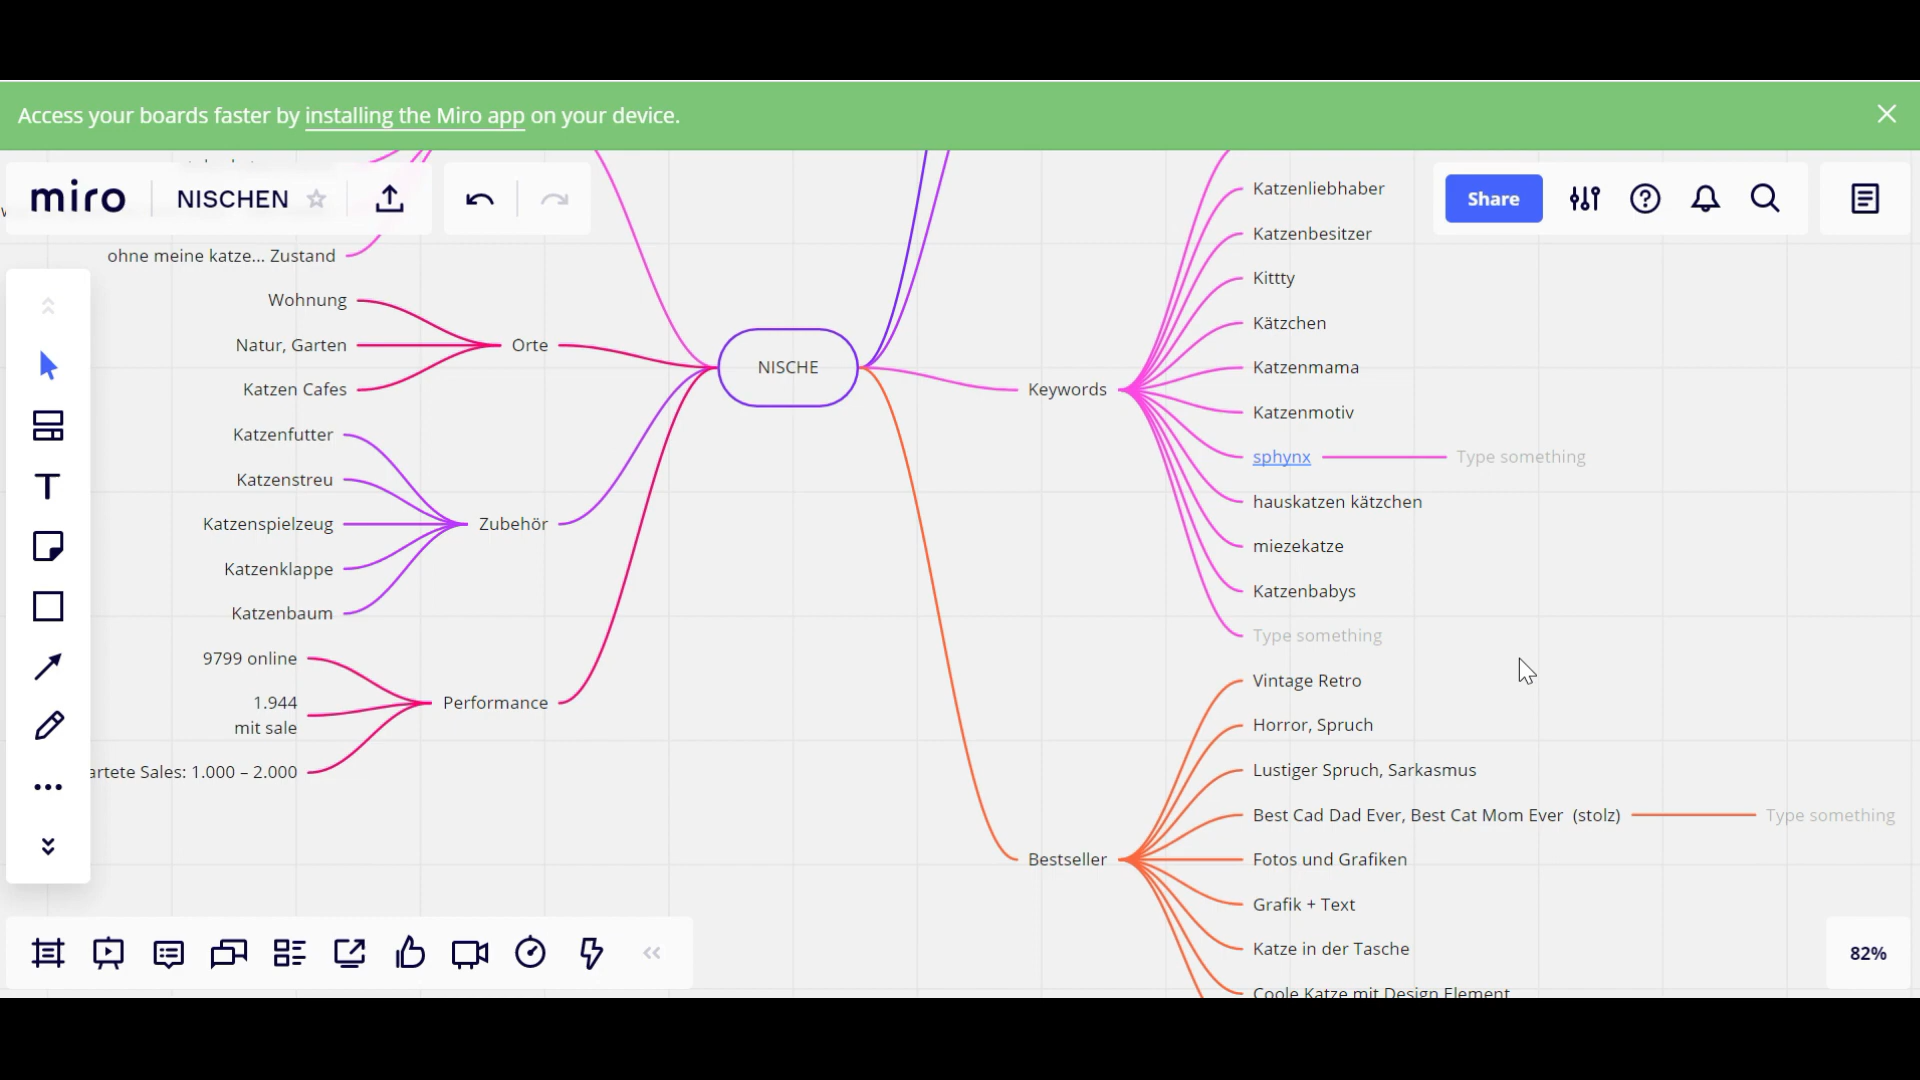 Access your boards faster by installing the Miro app on your device.
miro
NISCHEN
Share
ohne meine katze... Zustand
Wohnung
Natur, Garten
Katzen Cafes
Orte
Katzenfutter
Katzenstreu
Katzenspielzeug
Katzenklappe
Katzenbaum
Zubehör
9799 online
1.944
mit sale
artete Sales: 1.000 – 2.000
Performance
NISCHE
Keywords
Katzenliebhaber
Katzenbesitzer
Kittty
Kätzchen
Katzenmama
Katzenmotiv
sphynx
Type something
hauskatzen kätzchen
miezekatze
Katzenbabys
Type something
Bestseller
Vintage Retro
Horror, Spruch
Lustiger Spruch, Sarkasmus
Best Cad Dad Ever, Best Cat Mom Ever (stolz)
Type something
Fotos und Grafiken
Grafik + Text
Katze in der Tasche
Coole Katze mit Design Element
82%